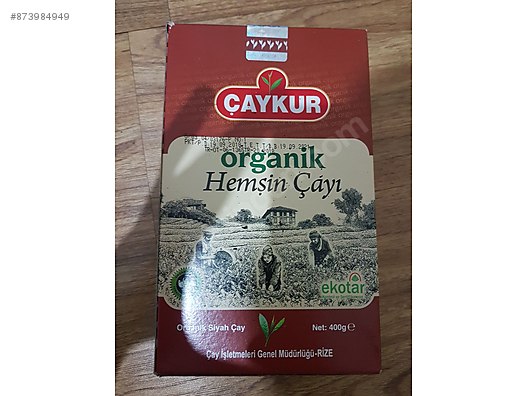 #873984949
ÇAYKUR
organik
Hemşin Çayı
ekotar
Organik Siyah Çay
Net: 400g℮
Çay İşletmeleri Genel Müdürlüğü-RİZE